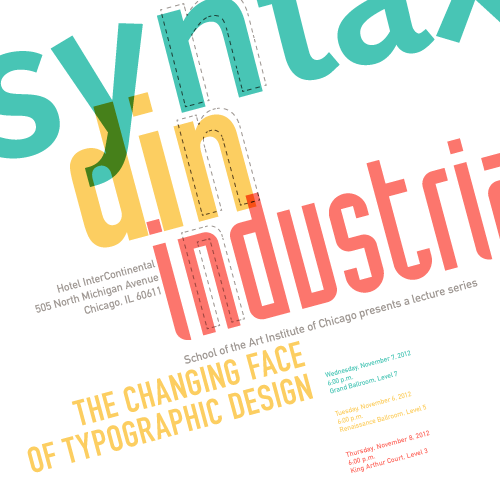 syntax
din
industria
Hotel InterContinental
505 North Michigan Avenue
Chicago, IL 60611
School of the Art Institute of Chicago presents a lecture series
THE CHANGING FACE
OF TYPOGRAPHIC DESIGN
Wednesday, November 7, 2012
6:00 p.m.
Grand Ballroom, Level 7
Tuesday, November 6, 2012
6:00 p.m.
Renaissance Ballroom, Level 5
Thursday, November 8, 2012
6:00 p.m.
King Arthur Court, Level 3